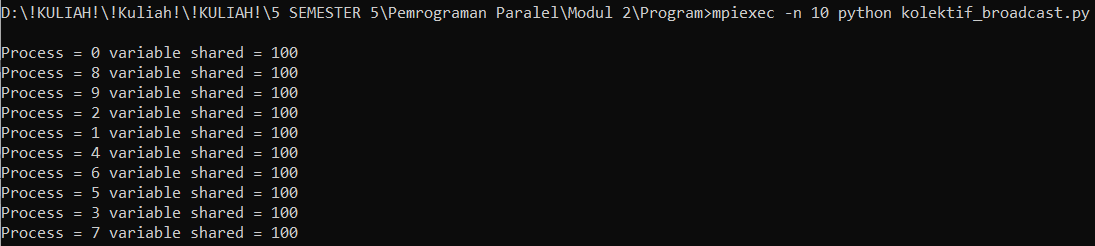 D:\!KULIAH!\!Kuliah!\!KULIAH!\5 SEMESTER 5\Pemrograman Paralel\Modul 2\Program>mpiexec -n 10 python kolektif_broadcast.py
Process = 0 variable shared = 100
Process = 8 variable shared = 100
Process = 9 variable shared = 100
Process = 2 variable shared = 100
Process = 1 variable shared = 100
Process = 4 variable shared = 100
Process = 6 variable shared = 100
Process = 5 variable shared = 100
Process = 3 variable shared = 100
Process = 7 variable shared = 100